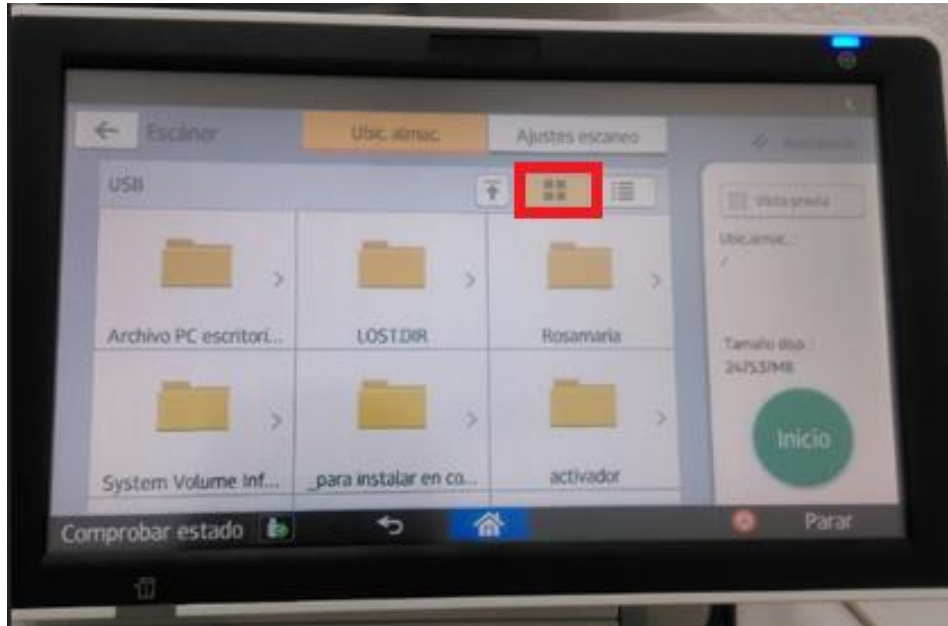 Escáner
Ubic. almac.
Ajustes escaneo
USB
Vista previa
Ubic.almac. :
/
Archivo PC escritori...
LOST.DIR
Rosamaria
Tamaño disp. :
System Volume Inf...
_para instalar en co...
activador
Inicio
Comprobar estado
Parar